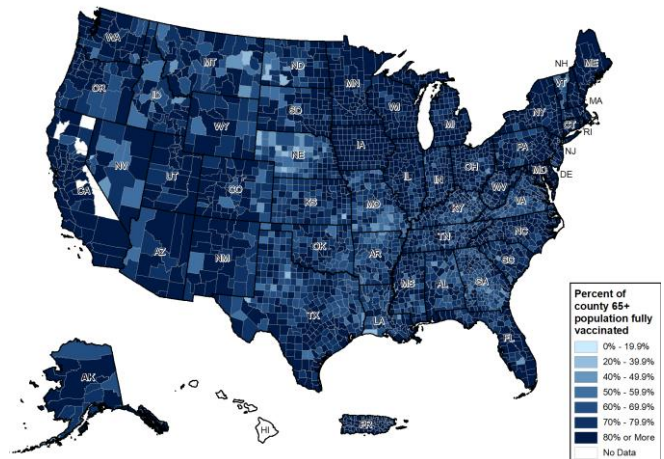 WA
MT
ND
MN
OR
ID
SD
WI
WY
MI
NH
VT
ME
NY
MA
CT
RI
NV
NE
IA
PA
NJ
CA
UT
CO
IL
IN
OH
MD
DE
WV
VA
KS
MO
KY
AZ
NM
OK
AR
TN
NC
SC
TX
LA
MS
AL
GA
FL
AK
HI
PR
Percent of
county 65+
population fully
vaccinated
0% - 19.9%
20% - 39.9%
40% - 49.9%
50% - 59.9%
60% - 69.9%
70% - 79.9%
80% or More
No Data